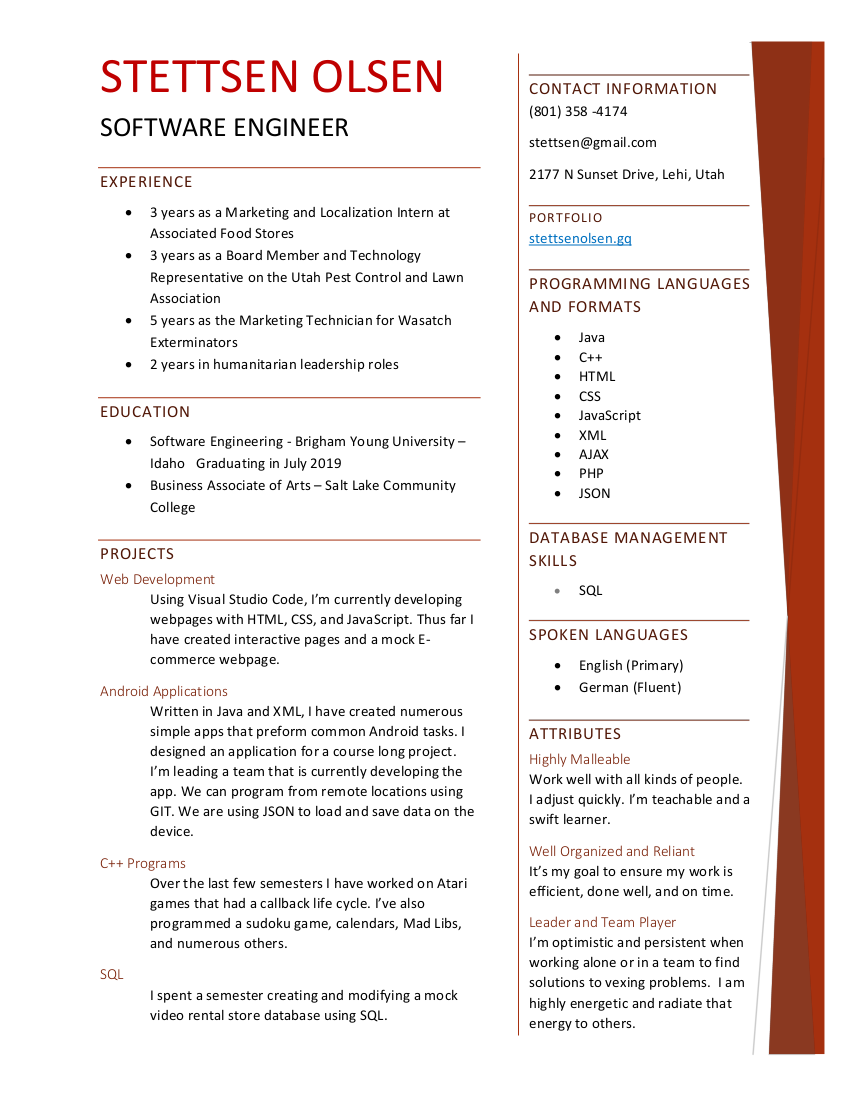 STETTSEN OLSEN
SOFTWARE ENGINEER
EXPERIENCE
• 3 years as a Marketing and Localization Intern at
Associated Food Stores
• 3 years as a Board Member and Technology
Representative on the Utah Pest Control and Lawn
Association
• 5 years as the Marketing Technician for Wasatch
Exterminators
• 2 years in humanitarian leadership roles
EDUCATION
• Software Engineering - Brigham Young University –
Idaho   Graduating in July 2019
• Business Associate of Arts – Salt Lake Community
College
PROJECTS
Web Development
Using Visual Studio Code, I’m currently developing
webpages with HTML, CSS, and JavaScript. Thus far I
have created interactive pages and a mock E-
commerce webpage.
Android Applications
Written in Java and XML, I have created numerous
simple apps that preform common Android tasks. I
designed an application for a course long project.
I’m leading a team that is currently developing the
app. We can program from remote locations using
GIT. We are using JSON to load and save data on the
device.
C++ Programs
Over the last few semesters I have worked on Atari
games that had a callback life cycle. I’ve also
programmed a sudoku game, calendars, Mad Libs,
and numerous others.
SQL
I spent a semester creating and modifying a mock
video rental store database using SQL.
CONTACT INFORMATION
(801) 358 -4174
stettsen@gmail.com
2177 N Sunset Drive, Lehi, Utah
PORTFOLIO
stettsenolsen.gq
PROGRAMMING LANGUAGES
AND FORMATS
• Java
• C++
• HTML
• CSS
• JavaScript
• XML
• AJAX
• PHP
• JSON
DATABASE MANAGEMENT
SKILLS
• SQL
SPOKEN LANGUAGES
• English (Primary)
• German (Fluent)
ATTRIBUTES
Highly Malleable
Work well with all kinds of people.
I adjust quickly. I’m teachable and a
swift learner.
Well Organized and Reliant
It’s my goal to ensure my work is
efficient, done well, and on time.
Leader and Team Player
I’m optimistic and persistent when
working alone or in a team to find
solutions to vexing problems.  I am
highly energetic and radiate that
energy to others.